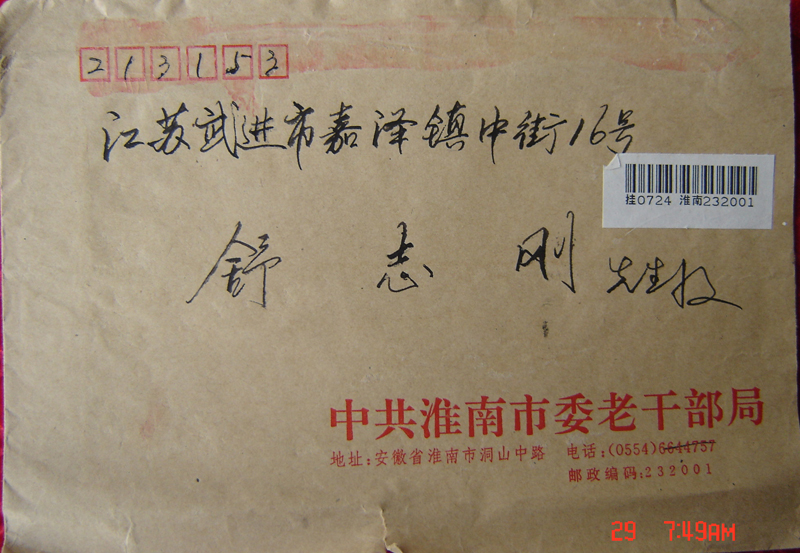 213153
江苏武进市嘉泽镇中街16号
挂0724 淮南232001
舒志刚 先生收
中共淮南市委老干部局
地址:安徽省淮南市洞山中路 电话:(0554)6644757
邮政编码:232001
29 7:49AM